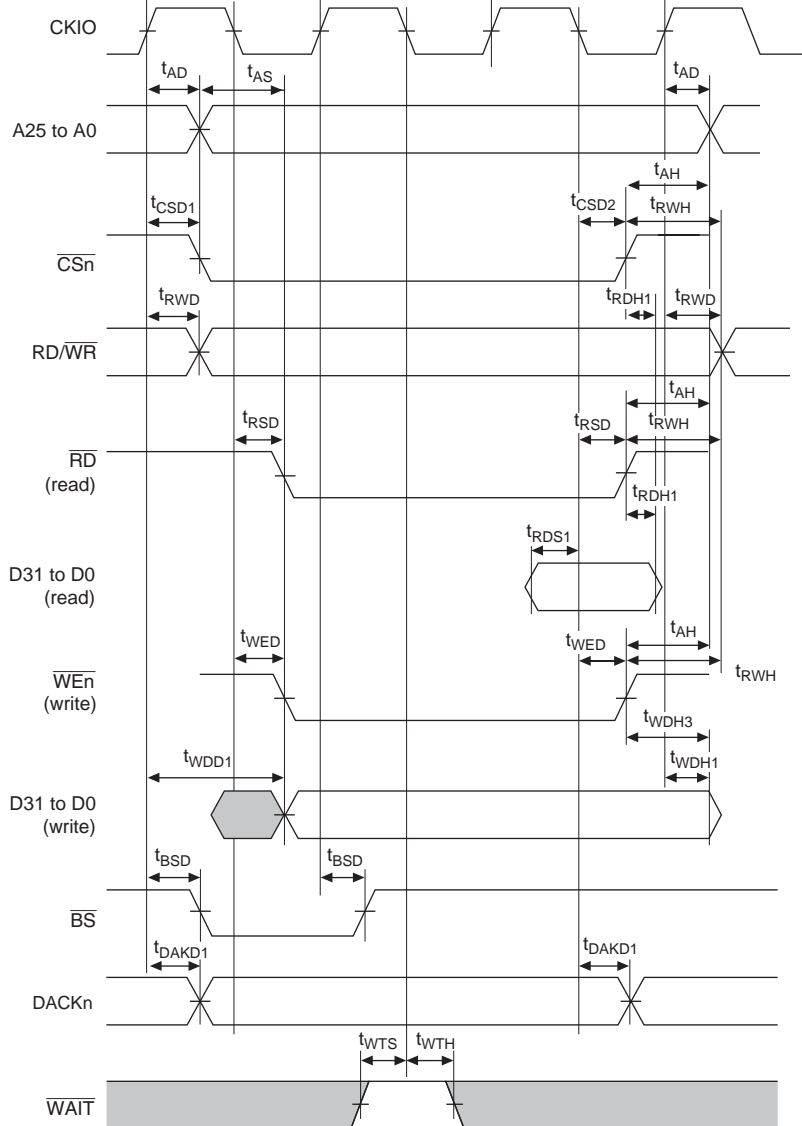 CKIO
tAD tAS tAD
A25 to A0
tAH
tCSD1 tCSD2 tRWH
CSn
tRWD tRDH1 tRWD
RD/WR
tAH
tRSD tRSD tRWH
RD
(read)
tRDH1
tRDS1
D31 to D0
(read)
tWED tWED tAH
WEn
(write)
tRWH
tWDH3
tWDD1 tWDH1
D31 to D0
(write)
tBSD tBSD
BS
tDAKD1 tDAKD1
DACKn
tWTS tWTH
WAIT